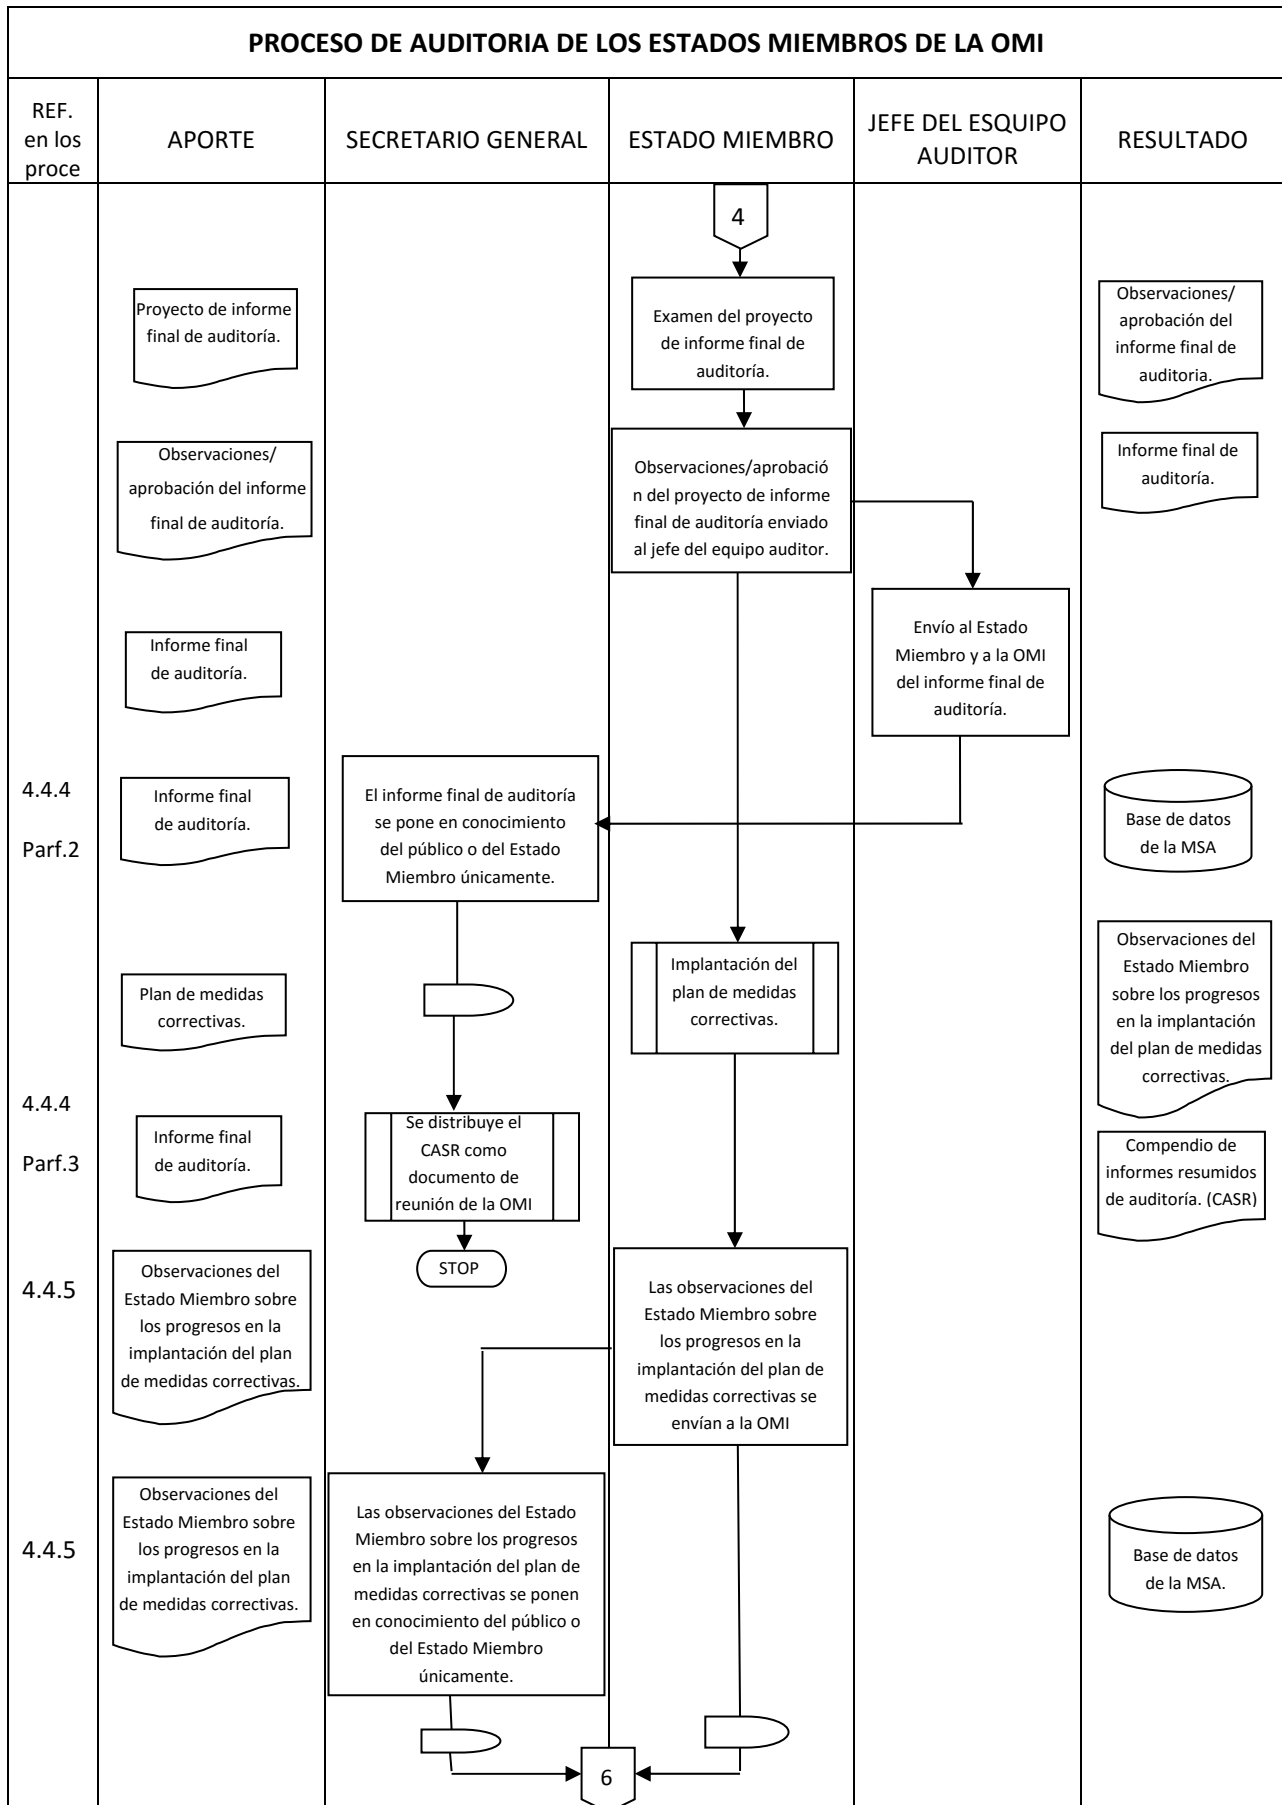 PROCESO DE AUDITORIA DE LOS ESTADOS MIEMBROS DE LA OMI
REF.
en los
proce
APORTE
SECRETARIO GENERAL
ESTADO MIEMBRO
JEFE DEL ESQUIPO
AUDITOR
RESULTADO
4
Proyecto de informe
final de auditoría.
Examen del proyecto
de informe final de
auditoría.
Observaciones/
aprobación del
informe final de
auditoria.
Observaciones/
aprobación del informe
final de auditoría.
Observaciones/aprobació
n del proyecto de informe
final de auditoría enviado
al jefe del equipo auditor.
Informe final de
auditoría.
Informe final
de auditoría.
Envío al Estado
Miembro y a la OMI
del informe final de
auditoría.
4.4.4
Parf.2
Informe final
de auditoría.
El informe final de auditoría
se pone en conocimiento
del público o del Estado
Miembro únicamente.
Base de datos
de la MSA
Plan de medidas
correctivas.
Implantación del
plan de medidas
correctivas.
Observaciones del
Estado Miembro
sobre los progresos
en la implantación
del plan de medidas
correctivas.
4.4.4
Parf.3
Informe final
de auditoría.
Se distribuye el
CASR como
documento de
reunión de la OMI
Compendio de
informes resumidos
de auditoría. (CASR)
STOP
4.4.5
Observaciones del
Estado Miembro sobre
los progresos en la
implantación del plan
de medidas correctivas.
Las observaciones del
Estado Miembro sobre
los progresos en la
implantación del plan de
medidas correctivas se
envían a la OMI
4.4.5
Observaciones del
Estado Miembro sobre
los progresos en la
implantación del plan
de medidas correctivas.
Las observaciones del Estado
Miembro sobre los progresos
en la implantación del plan de
medidas correctivas se ponen
en conocimiento del público o
del Estado Miembro
únicamente.
Base de datos
de la MSA.
6